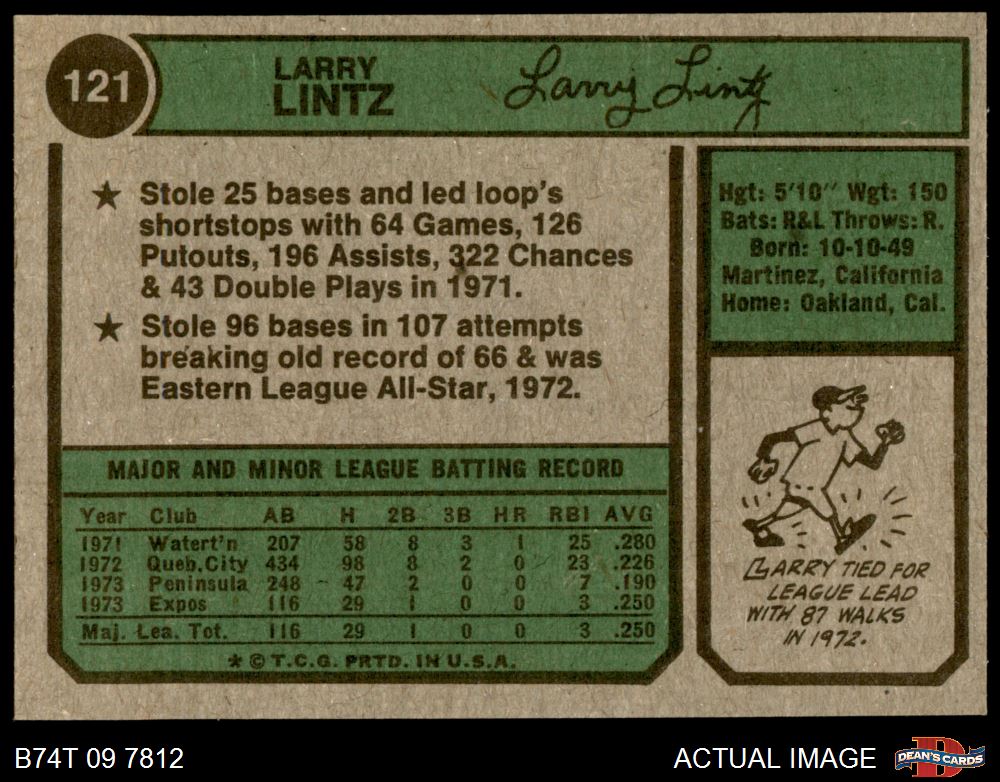 121
LARRY
LINTZ
Larry Lintz
★ Stole 25 bases and led loop's
shortstops with 64 Games, 126
Putouts, 196 Assists, 322 Chances
& 43 Double Plays in 1971.
★ Stole 96 bases in 107 attempts
breaking old record of 66 & was
Eastern League All-Star, 1972.
Hgt: 5'10″ Wgt: 150
Bats: R&L Throws: R.
Born: 10-10-49
Martinez, California
Home: Oakland, Cal.
MAJOR AND MINOR LEAGUE BATTING RECORD
Year Club AB H 2B 3B HR RBI AVG
1971 Watert'n 207 58 8 3 1 25 .280
1972 Queb.City 434 98 8 2 0 23 .226
1973 Peninsula 248 47 2 0 0 7 .190
1973 Expos 116 29 1 0 0 3 .250
Maj. Lea. Tot. 116 29 1 0 0 3 .250
★ © T.C.G. PRTD. IN U.S.A.
LARRY TIED FOR
LEAGUE LEAD
WITH 87 WALKS
IN 1972.
B74T 09 7812
ACTUAL IMAGE
D
DEAN'S CARDS